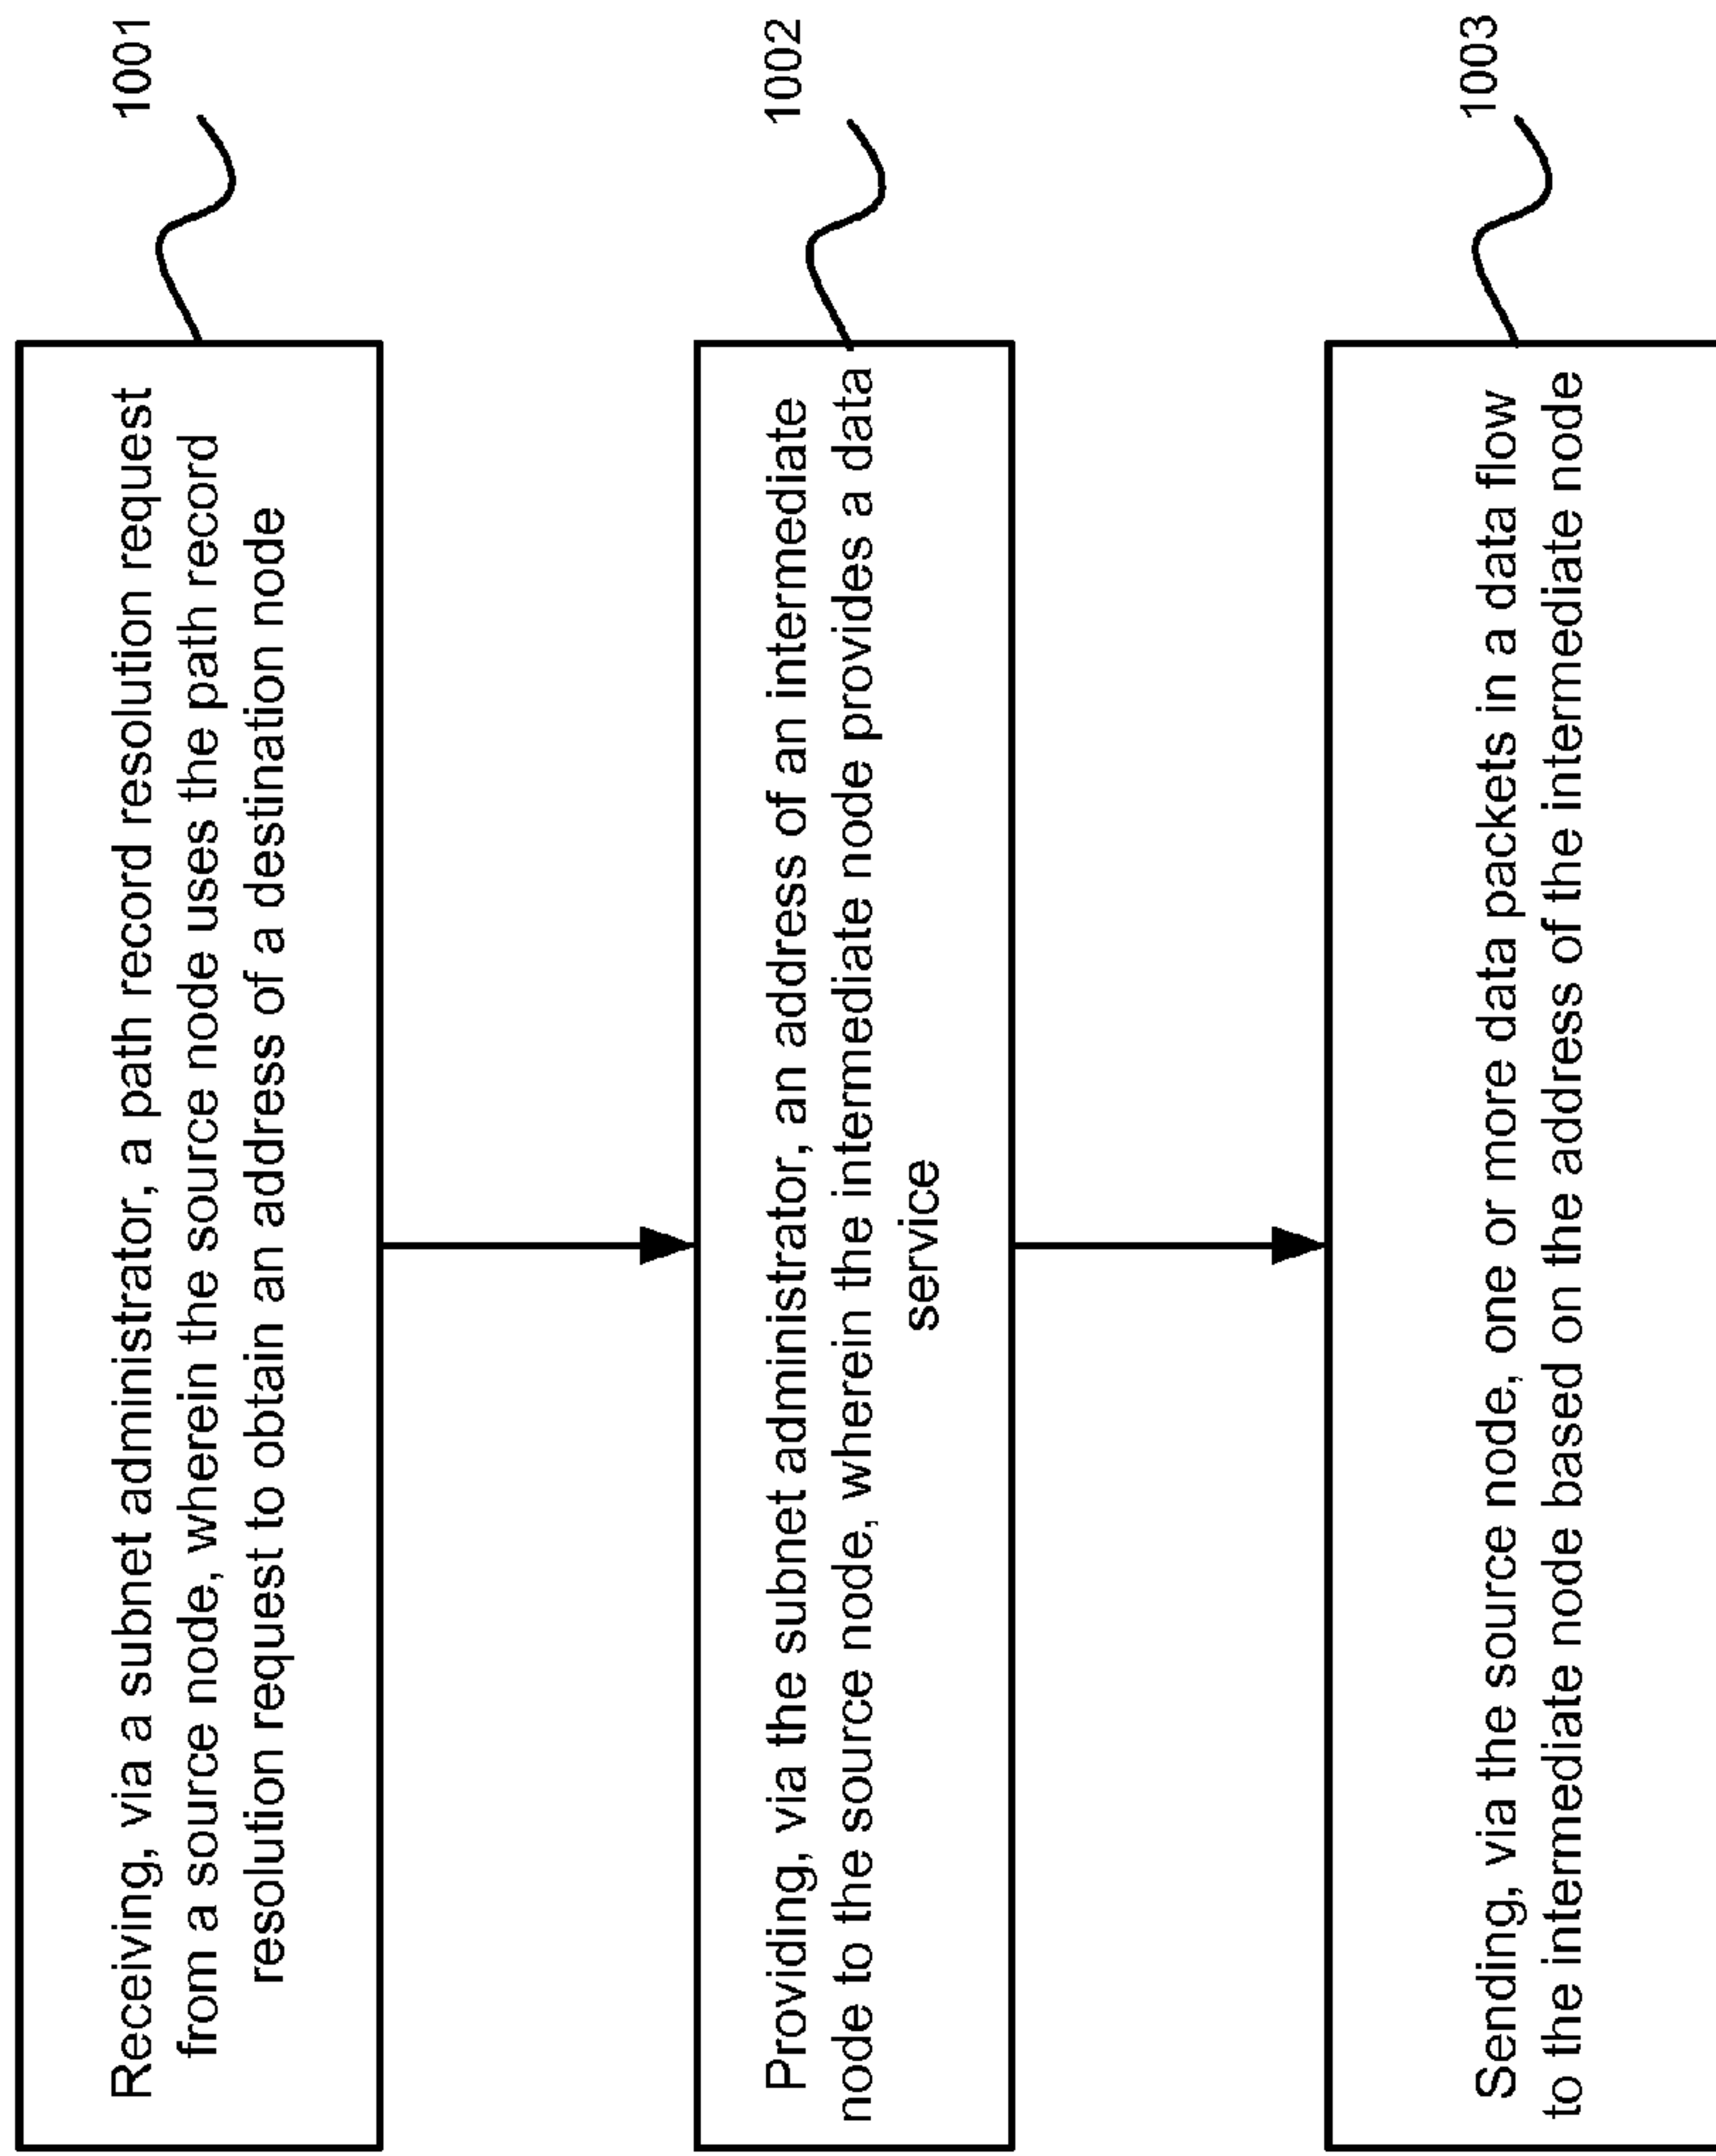 Receiving, via a subnet administrator, a path record resolution request
from a source node, wherein the source node uses the path record
resolution request to obtain an address of a destination node
1001
Providing, via the subnet administrator, an address of an intermediate
node to the source node, wherein the intermediate node provides a data
service
1002
Sending, via the source node, one or more data packets in a data flow
to the intermediate node based on the address of the intermediate node
1003